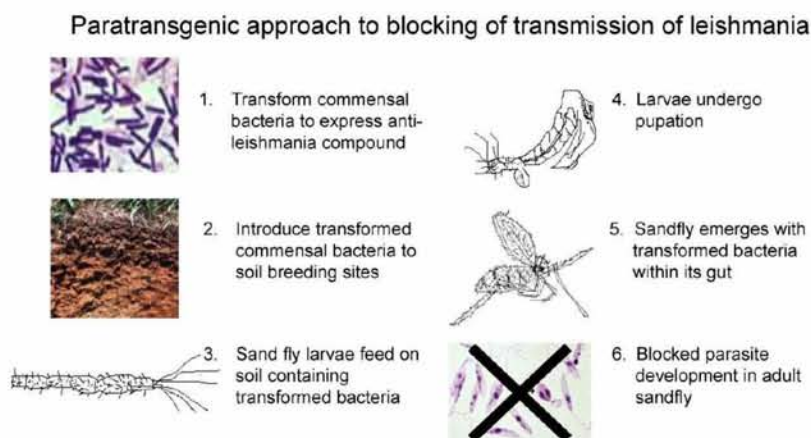 Paratransgenic approach to blocking of transmission of leishmania
1. Transform commensal
bacteria to express anti-
leishmania compound
2. Introduce transformed
commensal bacteria to
soil breeding sites
3. Sand fly larvae feed on
soil containing
transformed bacteria
4. Larvae undergo
pupation
5. Sandfly emerges with
transformed bacteria
within its gut
6. Blocked parasite
development in adult
sandfly